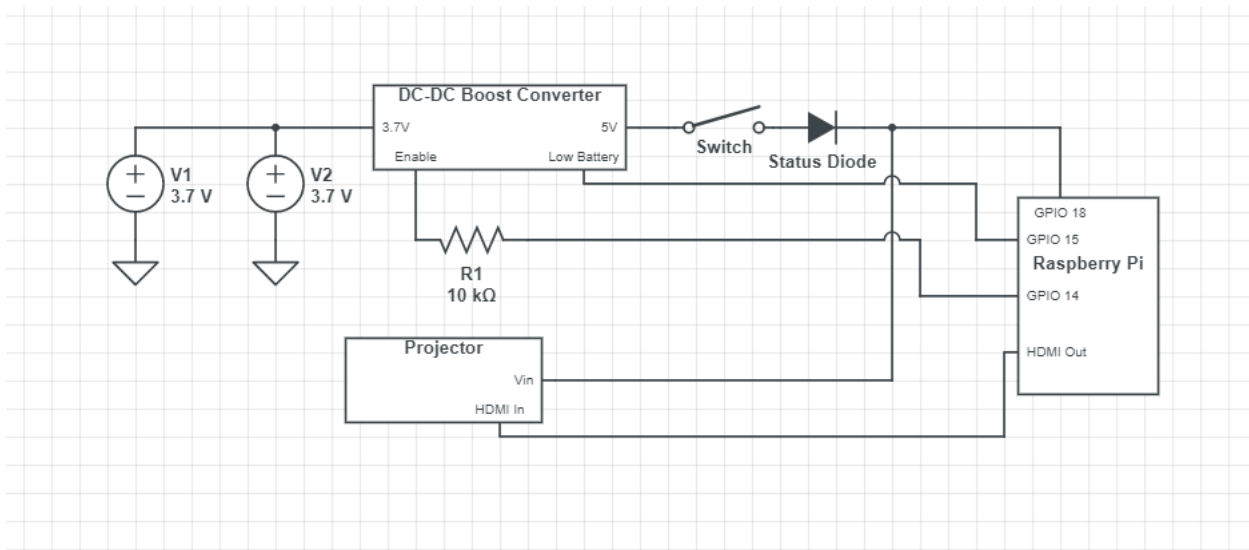 DC-DC Boost Converter
3.7V
5V
Enable
Low Battery
Switch
Status Diode
V1
3.7 V
V2
3.7 V
+
−
+
−
R1
10 kΩ
GPIO 18
GPIO 15
Raspberry Pi
GPIO 14
HDMI Out
Projector
Vin
HDMI In